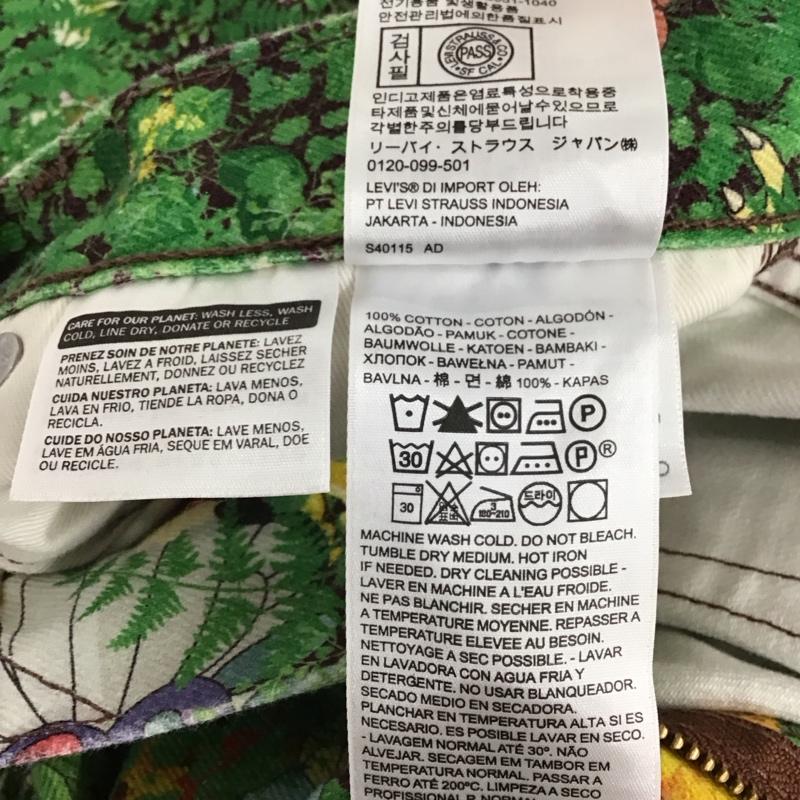 전기용품 및생활용품
안전관리법에의한품질표시
검사필
LEVI STRAUSS & CO
PASS
SF CAL
인디고제품은염료특성으로착용중
타제품및신체에묻어날수있으므로
각별한주의를당부드립니다
リーバイ・ストラウス ジャパン㈱
0120-099-501
LEVI'S® DI IMPORT OLEH:
PT LEVI STRAUSS INDONESIA
JAKARTA - INDONESIA
S40115 AD
CARE FOR OUR PLANET: WASH LESS, WASH
COLD, LINE DRY, DONATE OR RECYCLE
PRENEZ SOIN DE NOTRE PLANETE: LAVEZ
MOINS, LAVEZ A FROID, LAISSEZ SECHER
NATURELLEMENT, DONNEZ OU RECYCLEZ
CUIDA NUESTRO PLANETA: LAVA MENOS,
LAVA EN FRIO, TIENDE LA ROPA, DONA O
RECICLA.
CUIDE DO NOSSO PLANETA: LAVE MENOS,
LAVE EM ÁGUA FRIA, SEQUE EM VARAL, DOE
OU RECICLE.
100% COTTON - COTON - ALGODÓN -
ALGODÃO - PAMUK - COTONE -
BAUMWOLLE - KATOEN - BAMBAKI -
ХЛОПОК - BAWEŁNA - PAMUT -
BAVLNA - 棉 - 면 - 綿 100% - KAPAS
P
30 P®
30 3 180-210 드라이
MACHINE WASH COLD. DO NOT BLEACH.
TUMBLE DRY MEDIUM. HOT IRON
IF NEEDED. DRY CLEANING POSSIBLE -
LAVER EN MACHINE A L'EAU FROIDE.
NE PAS BLANCHIR. SECHER EN MACHINE
A TEMPERATURE MOYENNE. REPASSER A
TEMPERATURE ELEVEE AU BESOIN.
NETTOYAGE A SEC POSSIBLE. - LAVAR
EN LAVADORA CON AGUA FRIA Y
DETERGENTE. NO USAR BLANQUEADOR.
SECADO MEDIO EN SECADORA.
PLANCHAR EN TEMPERATURA ALTA SI ES
NECESARIO. ES POSIBLE LAVAR EN SECO.
- LAVAGEM NORMAL ATÉ 30º. NÃO
ALVEJAR. SECAGEM EM TAMBOR EM
TEMPERATURA NORMAL. PASSAR A
FERRO ATÉ 200ºC. LIMPEZA A SECO
PROFISSIONAL P NORMAL